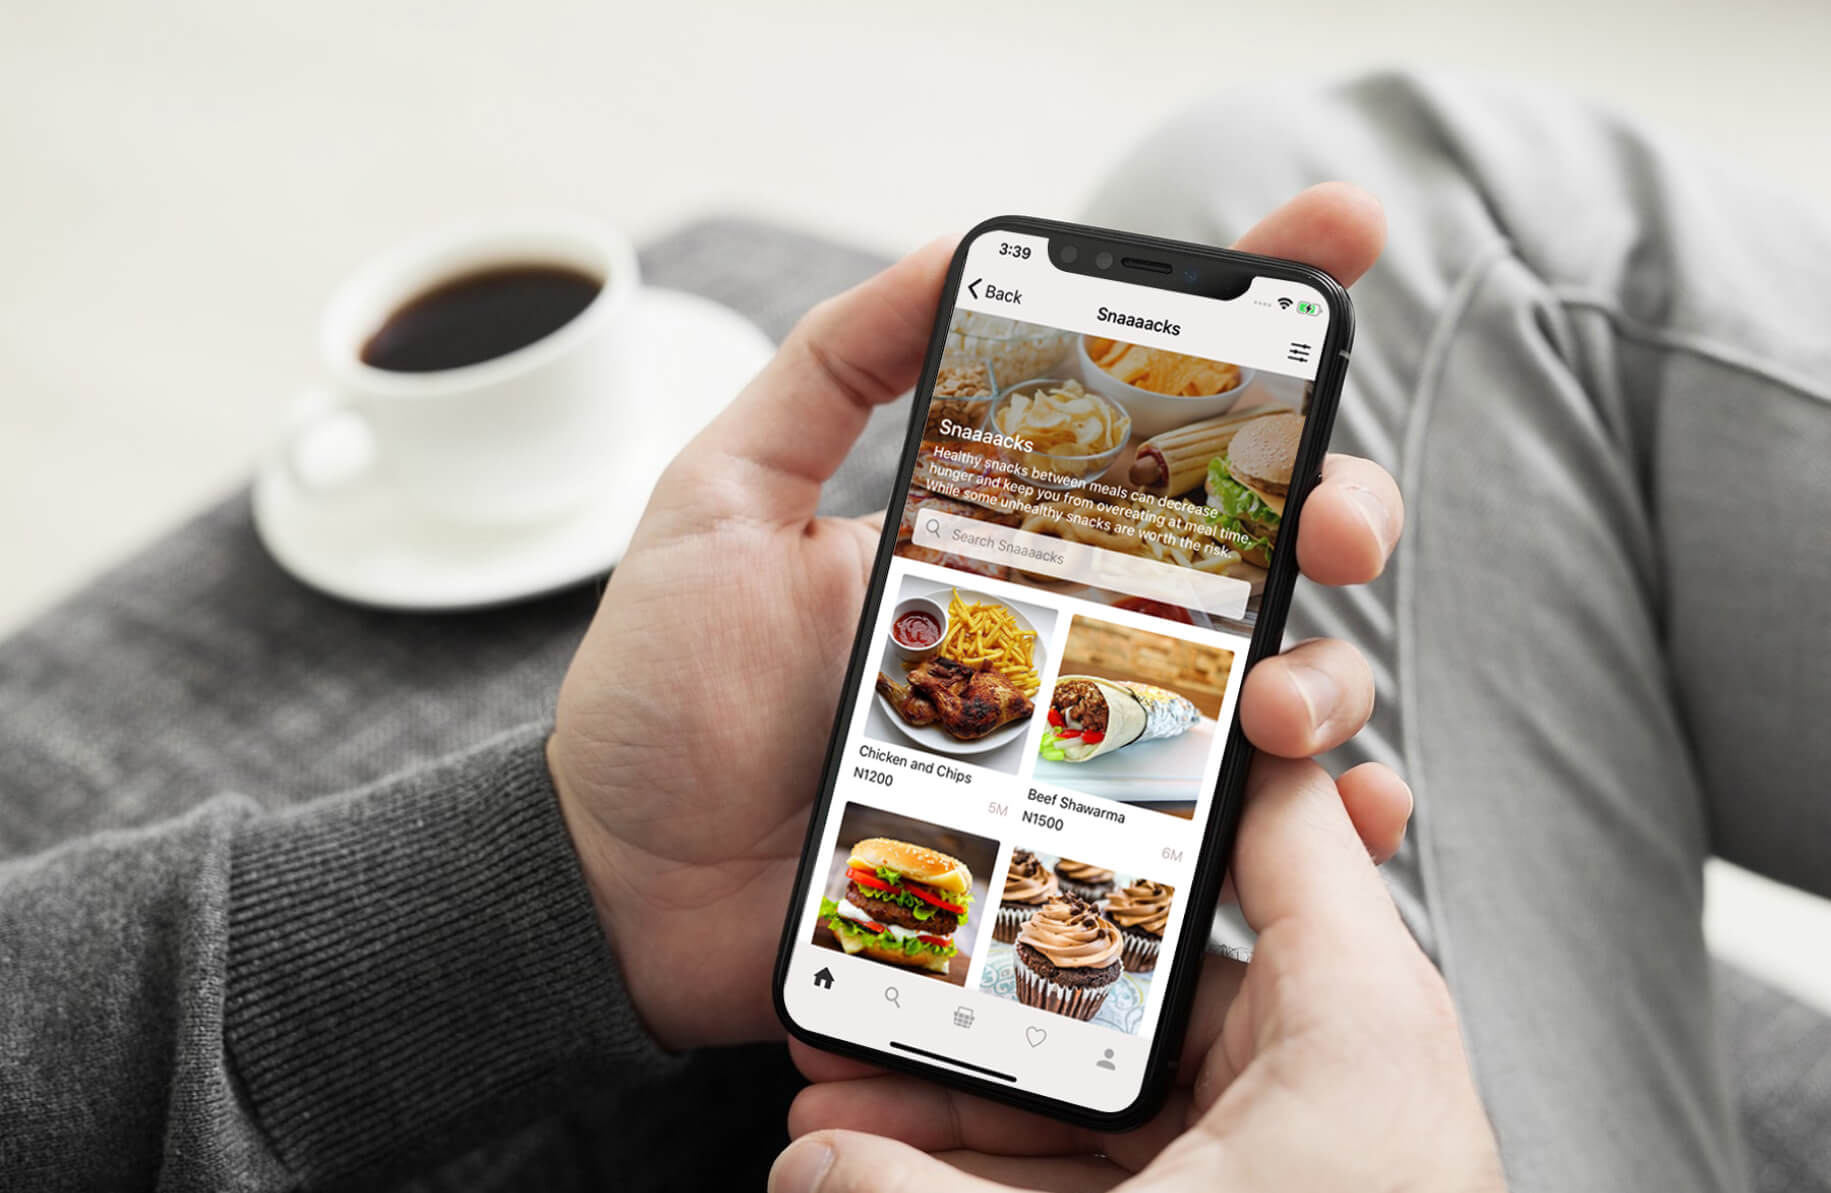 3:39
Back
Snaaaacks
Snaaaacks
Healthy snacks between meals can decrease
hunger and keep you from overeating at meal time.
While some unhealthy snacks are worth the risk.
Search Snaaaacks
Chicken and Chips
N1200
5M
Beef Shawarma
N1500
6M